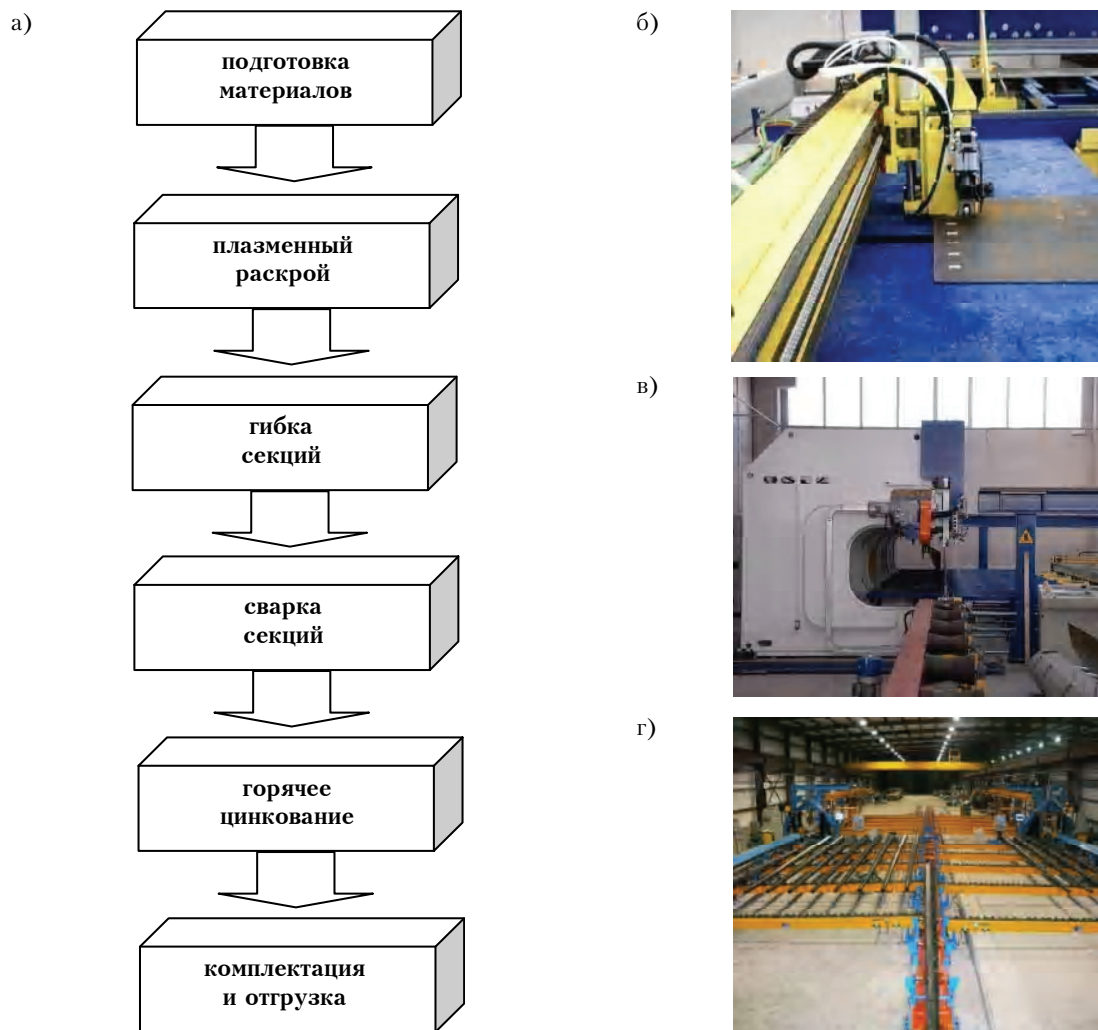 а)
подготовка
материалов
плазменный
раскрой
гибка
секций
сварка
секций
горячее
цинкование
комплектация
и отгрузка
б)
в)
г)